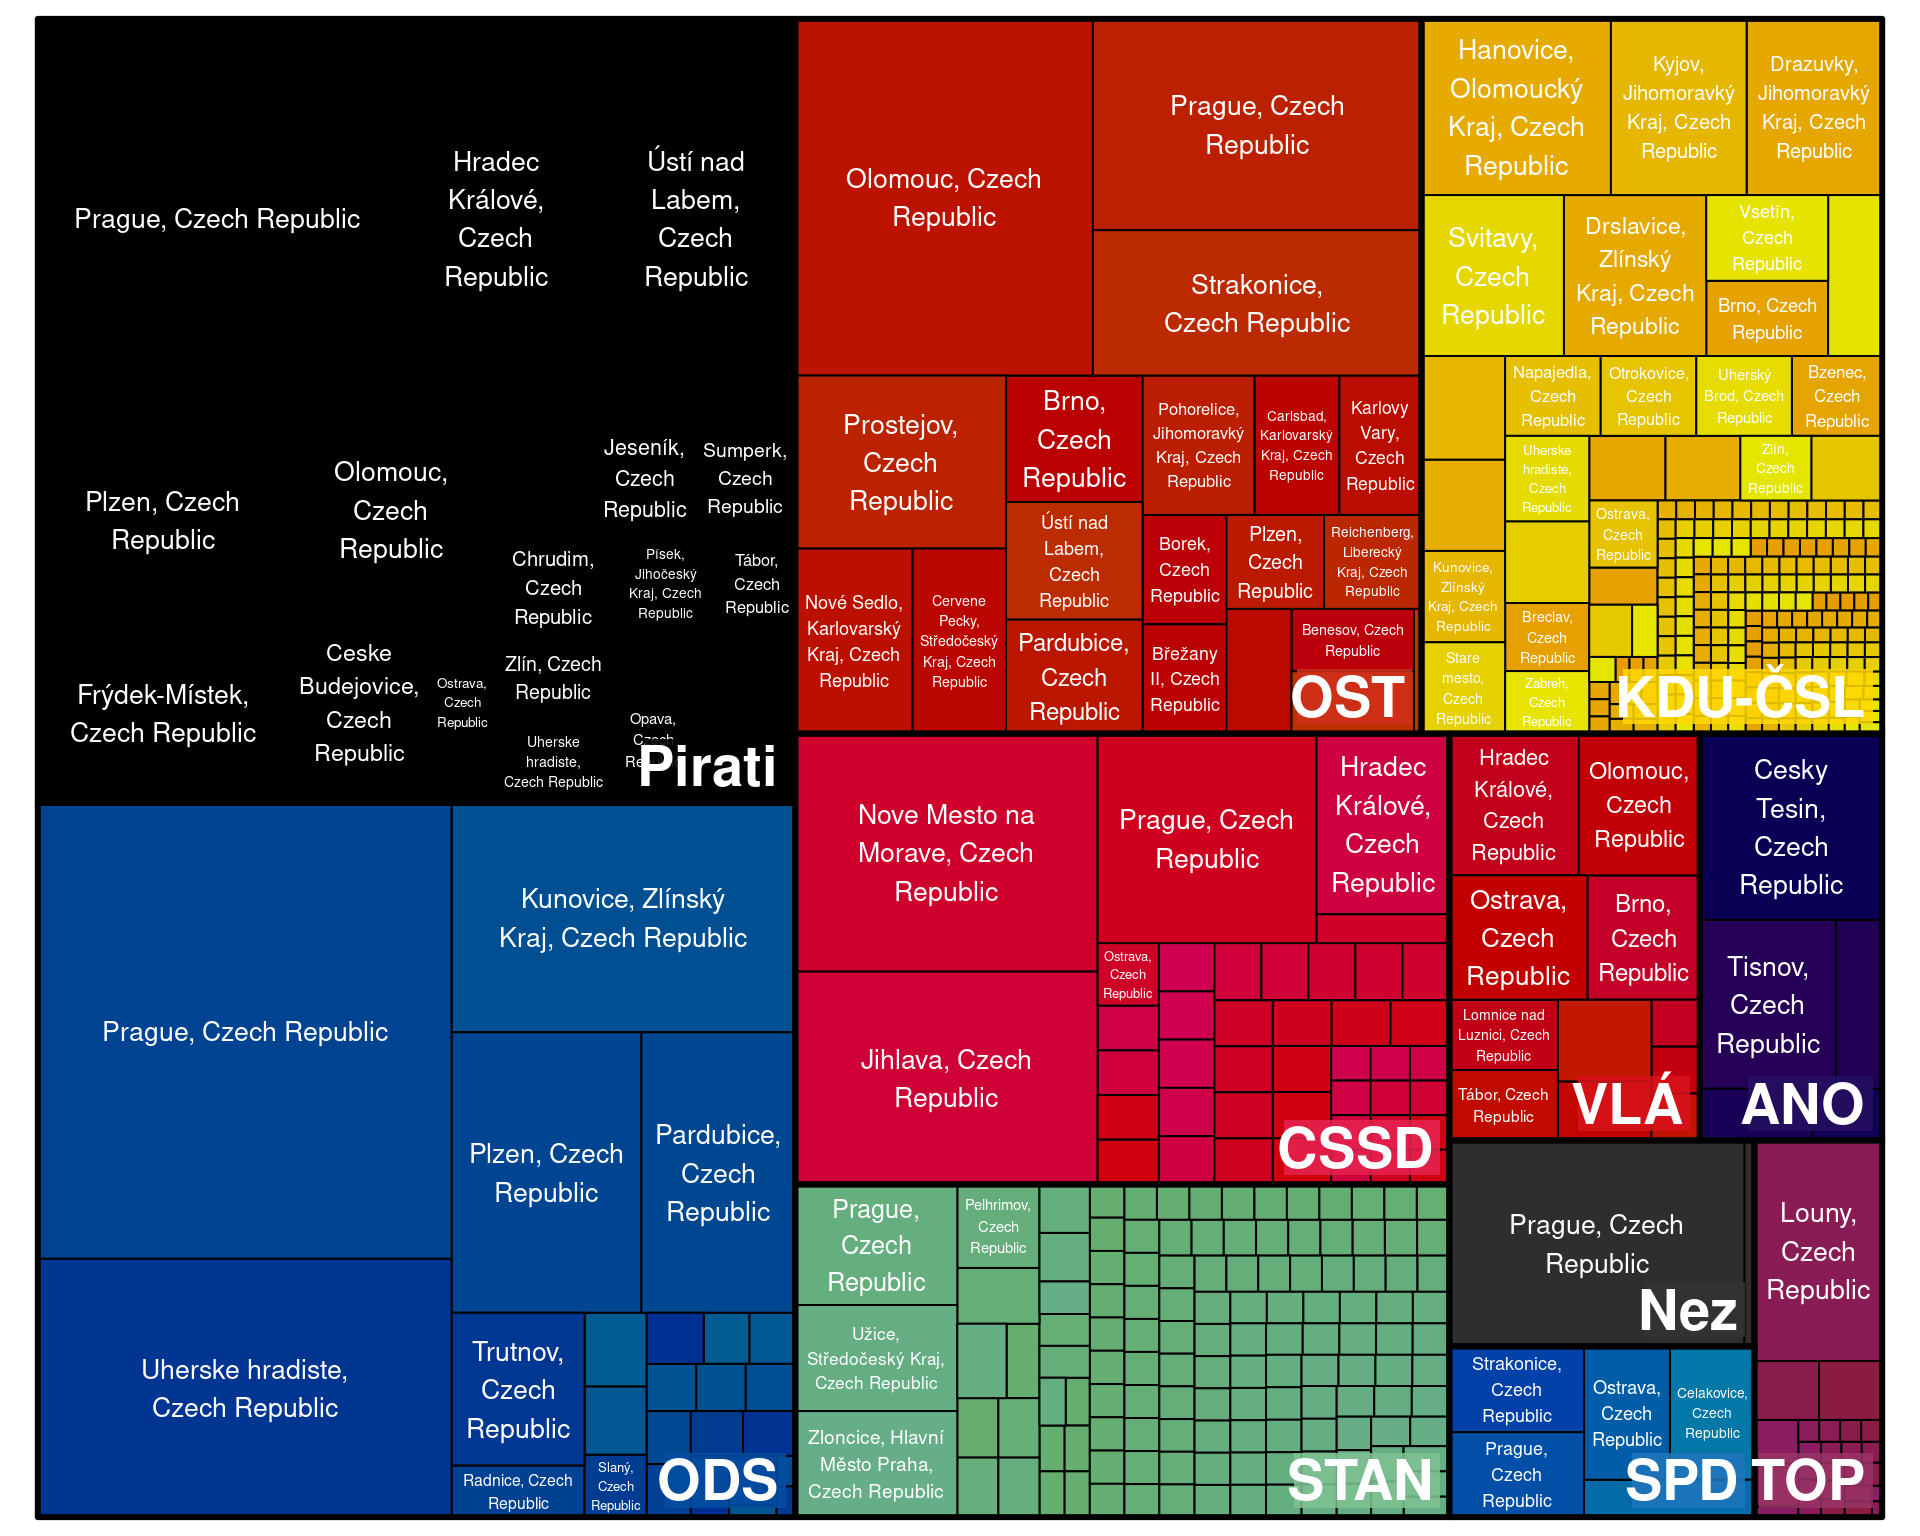 Prague, Czech Republic
Hradec
Králové,
Czech
Republic
Ústí nad
Labem,
Czech
Republic
Plzen, Czech
Republic
Olomouc,
Czech
Republic
Jeseník,
Czech
Republic
Sumperk,
Czech
Republic
Chrudim,
Czech
Republic
Písek,
Jihočeský
Kraj, Czech
Republic
Tábor,
Czech
Republic
Frýdek-Místek,
Czech Republic
Ceske
Budejovice,
Czech
Republic
Ostrava,
Czech
Republic
Zlín, Czech
Republic
Uherske
hradiste,
Czech Republic
Opava,
Pirati
Prague, Czech Republic
Uherske hradiste,
Czech Republic
Kunovice, Zlínský
Kraj, Czech Republic
Plzen, Czech
Republic
Pardubice,
Czech
Republic
Trutnov,
Czech
Republic
Radnice, Czech
Republic
Slaný,
Czech
Republic
ODS
Olomouc, Czech
Republic
Prague, Czech
Republic
Strakonice,
Czech Republic
Prostejov,
Czech
Republic
Nové Sedlo,
Karlovarský
Kraj, Czech
Republic
Cervene
Pecky,
Středočeský
Kraj, Czech
Republic
Brno,
Czech
Republic
Ústí nad
Labem,
Czech
Republic
Pardubice,
Czech
Republic
Pohorelice,
Jihomoravký
Kraj, Czech
Republic
Carlsbad,
Karlovarský
Kraj, Czech
Republic
Karlovy
Vary,
Czech
Republic
Borek,
Czech
Republic
Břežany
II, Czech
Republic
Plzen,
Czech
Republic
Reichenberg,
Liberecký
Kraj, Czech
Republic
Benesov, Czech
Republic
OST
Hanovice,
Olomoucký
Kraj, Czech
Republic
Kyjov,
Jihomoravký
Kraj, Czech
Republic
Drazuvky,
Jihomoravký
Kraj, Czech
Republic
Svitavy,
Czech
Republic
Drslavice,
Zlínský
Kraj, Czech
Republic
Vsetín,
Czech
Republic
Brno, Czech
Republic
Napajedla,
Czech
Republic
Otrokovice,
Czech
Republic
Uherský
Brod, Czech
Republic
Bzenec,
Czech
Republic
Uherske
hradiste,
Czech
Republic
Zlín,
Czech
Republic
Ostrava,
Czech
Republic
Kunovice,
Zlínský
Kraj, Czech
Republic
Breclav,
Czech
Republic
Stare
mesto,
Czech
Republic
Zabreh,
Czech
Republic
KDU-ČSL
Nove Mesto na
Morave, Czech
Republic
Jihlava, Czech
Republic
Prague, Czech
Republic
Hradec
Králové,
Czech
Republic
Ostrava,
Czech
Republic
CSSD
Hradec
Králové,
Czech
Republic
Olomouc,
Czech
Republic
Ostrava,
Czech
Republic
Brno,
Czech
Republic
Lomnice nad
Luznici, Czech
Republic
Tábor, Czech
Republic
VLÁ
Cesky
Tesin,
Czech
Republic
Tisnov,
Czech
Republic
ANO
Prague,
Czech
Republic
Pelhrimov,
Czech
Republic
Užice,
Středočeský Kraj,
Czech Republic
Zloncice, Hlavní
Město Praha,
Czech Republic
STAN
Prague, Czech
Republic
Nez
Strakonice,
Czech
Republic
Prague,
Czech
Republic
Ostrava,
Czech
Republic
Celakovice,
Czech
Republic
SPD
Louny,
Czech
Republic
TOP